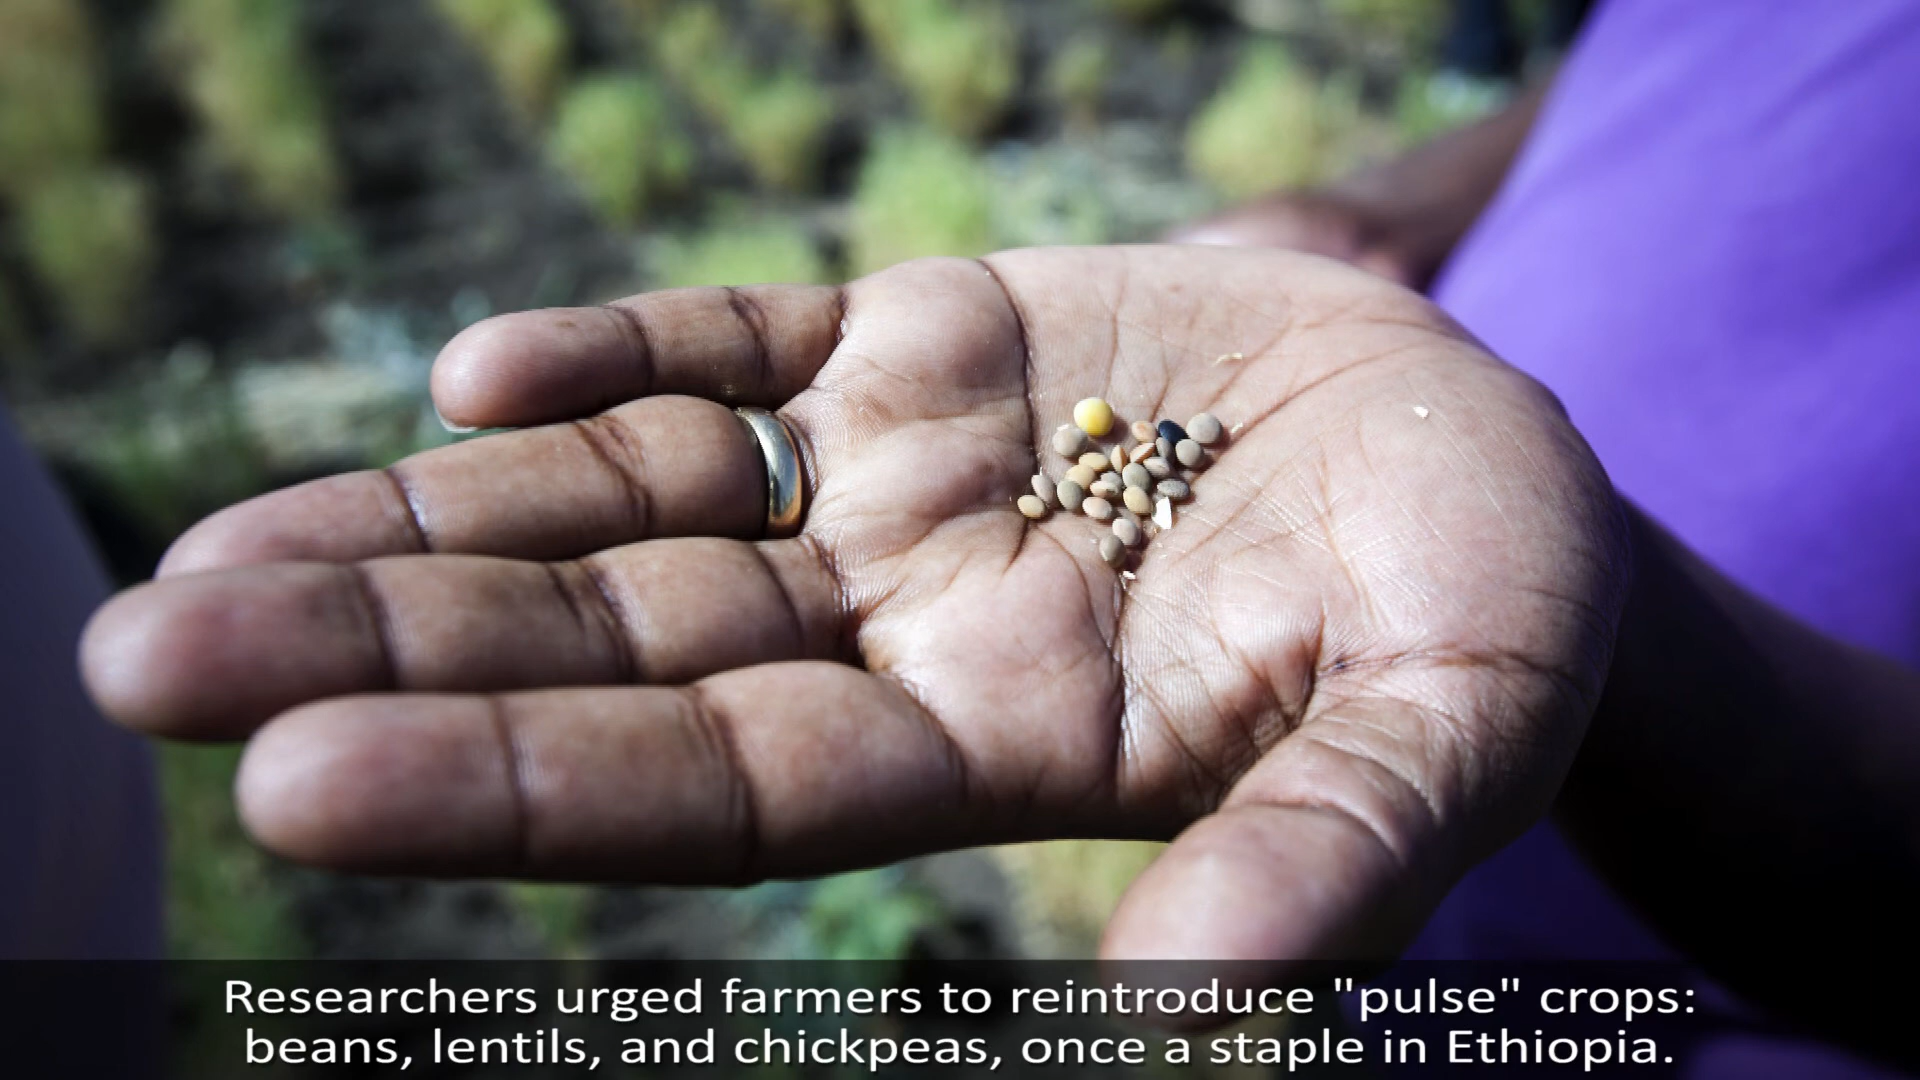 Researchers urged farmers to reintroduce "pulse" crops:
beans, lentils, and chickpeas, once a staple in Ethiopia.